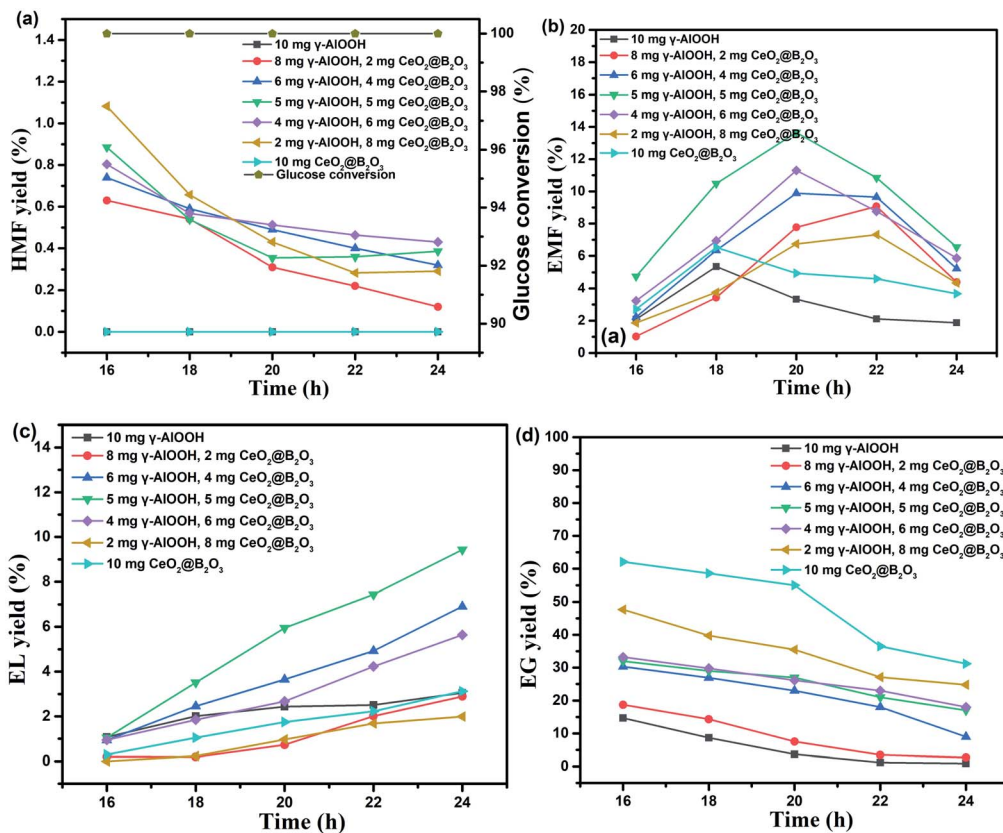 (a)
HMF yield (%)
1.4
1.2
1.0
0.8
0.6
0.4
0.2
0.0
16 18 20 22 24
Time (h)
Glucose conversion (%)
100
98
96
94
92
90
10 mg γ-AlOOH
8 mg γ-AlOOH, 2 mg CeO₂@B₂O₃
6 mg γ-AlOOH, 4 mg CeO₂@B₂O₃
5 mg γ-AlOOH, 5 mg CeO₂@B₂O₃
4 mg γ-AlOOH, 6 mg CeO₂@B₂O₃
2 mg γ-AlOOH, 8 mg CeO₂@B₂O₃
10 mg CeO₂@B₂O₃
Glucose conversion
(b)
EMF yield (%)
20
18
16
14
12
10
8
6
4
2
0
16 18 20 22 24
Time (h)
10 mg γ-AlOOH
8 mg γ-AlOOH, 2 mg CeO₂@B₂O₃
6 mg γ-AlOOH, 4 mg CeO₂@B₂O₃
5 mg γ-AlOOH, 5 mg CeO₂@B₂O₃
4 mg γ-AlOOH, 6 mg CeO₂@B₂O₃
2 mg γ-AlOOH, 8 mg CeO₂@B₂O₃
10 mg CeO₂@B₂O₃
(a)
(c)
EL yield (%)
14
12
10
8
6
4
2
0
16 18 20 22 24
Time (h)
10 mg γ-AlOOH
8 mg γ-AlOOH, 2 mg CeO₂@B₂O₃
6 mg γ-AlOOH, 4 mg CeO₂@B₂O₃
5 mg γ-AlOOH, 5 mg CeO₂@B₂O₃
4 mg γ-AlOOH, 6 mg CeO₂@B₂O₃
2 mg γ-AlOOH, 8 mg CeO₂@B₂O₃
10 mg CeO₂@B₂O₃
(d)
EG yield (%)
100
90
80
70
60
50
40
30
20
10
0
16 18 20 22 24
Time (h)
10 mg γ-AlOOH
8 mg γ-AlOOH, 2 mg CeO₂@B₂O₃
6 mg γ-AlOOH, 4 mg CeO₂@B₂O₃
5 mg γ-AlOOH, 5 mg CeO₂@B₂O₃
4 mg γ-AlOOH, 6 mg CeO₂@B₂O₃
2 mg γ-AlOOH, 8 mg CeO₂@B₂O₃
10 mg CeO₂@B₂O₃